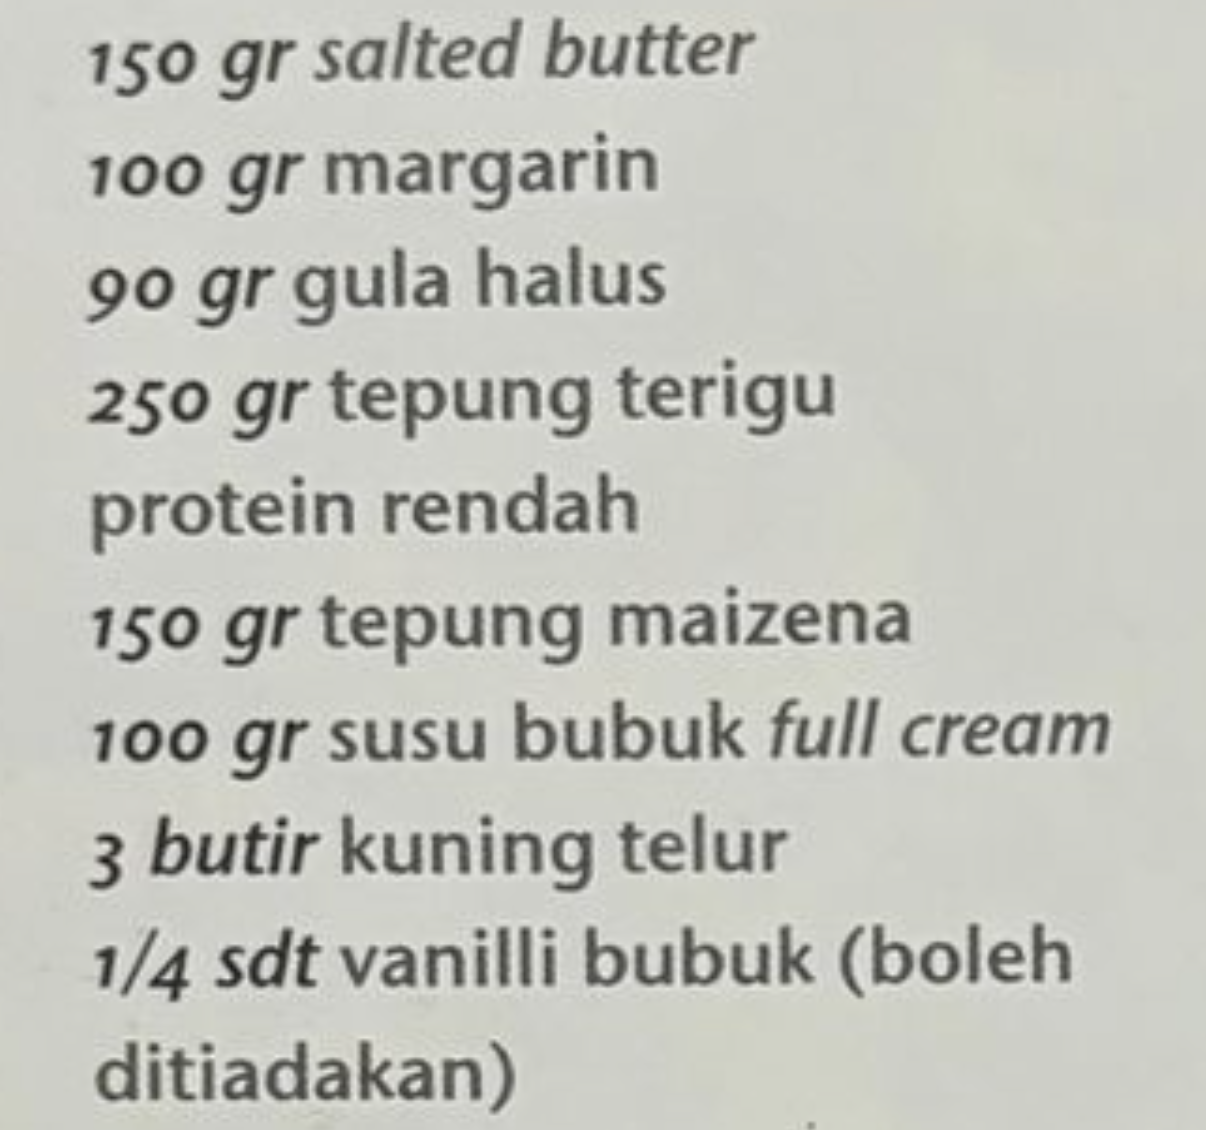 150 gr salted butter
100 gr margarin
90 gr gula halus
250 gr tepung terigu
protein rendah
150 gr tepung maizena
100 gr susu bubuk full cream
3 butir kuning telur
1/4 sdt vanilli bubuk (boleh
ditiadakan)